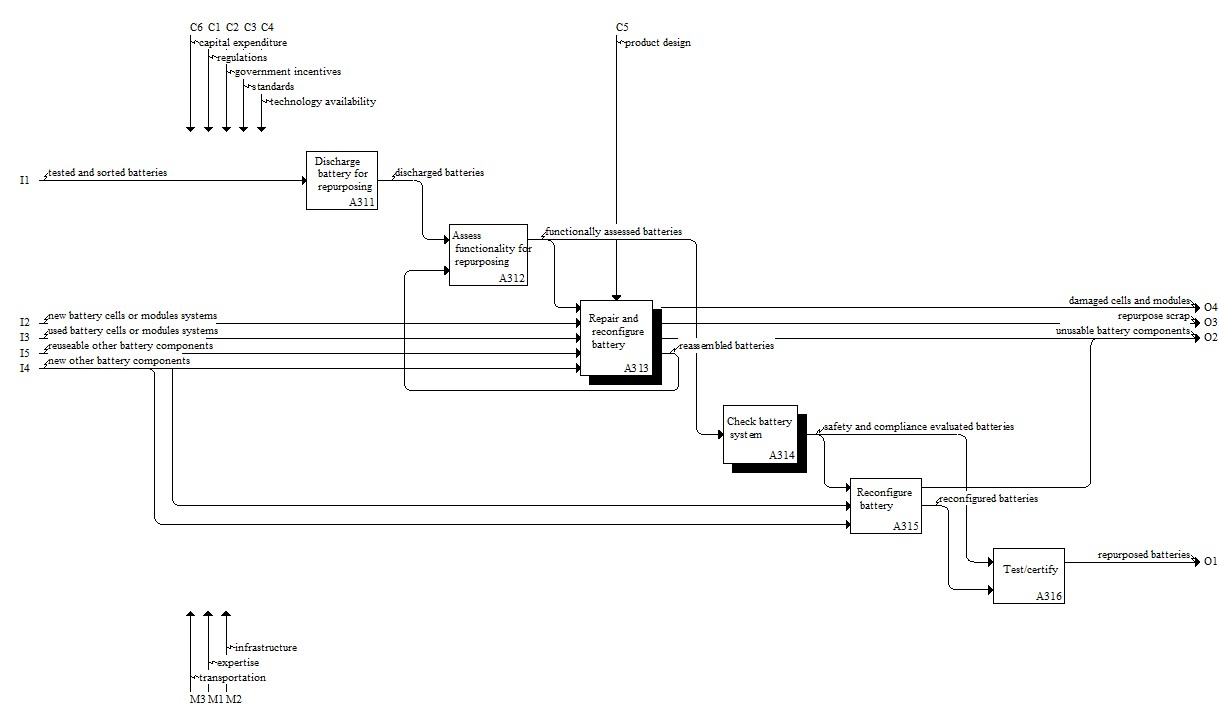 C6 C1 C2 C3 C4
C5
capital expenditure
product design
regulations
government incentives
standards
technology availability
Discharge
battery for
repurposing
A311
I1
tested and sorted batteries
discharged batteries
Assess
functionality for
repurposing
A312
functionally assessed batteries
Repair and
reconfigure
battery
A313
damaged cells and modules
O4
I2
new battery cells or modules systems
repurpose scrap
O3
I3
used battery cells or modules systems
unusable battery components
O2
I5
reuseable other battery components
reassembled batteries
I4
new other battery components
Check battery
system
A314
safety and compliance evaluated batteries
Reconfigure
battery
A315
reconfigured batteries
Test/certify
A316
repurposed batteries
O1
infrastructure
expertise
transportation
M3 M1 M2